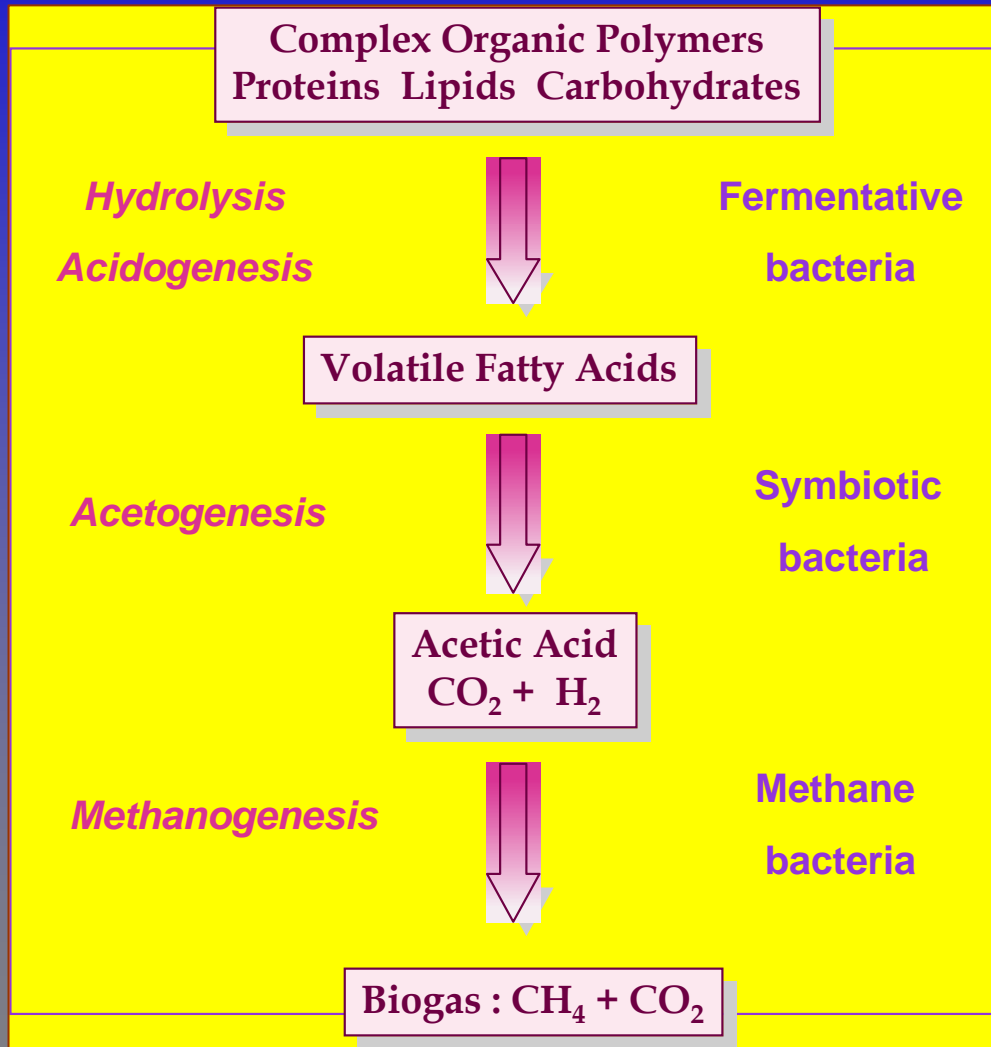 Complex Organic Polymers
Proteins Lipids Carbohydrates
Hydrolysis
Fermentative
Acidogenesis
bacteria
Volatile Fatty Acids
Acetogenesis
Symbiotic
bacteria
Acetic Acid
CO₂ + H₂
Methanogenesis
Methane
bacteria
Biogas : CH₄ + CO₂